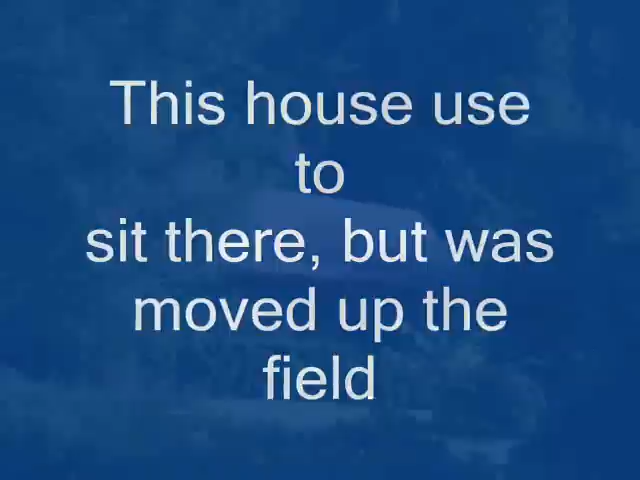 This house use
to
sit there, but was
moved up the
field